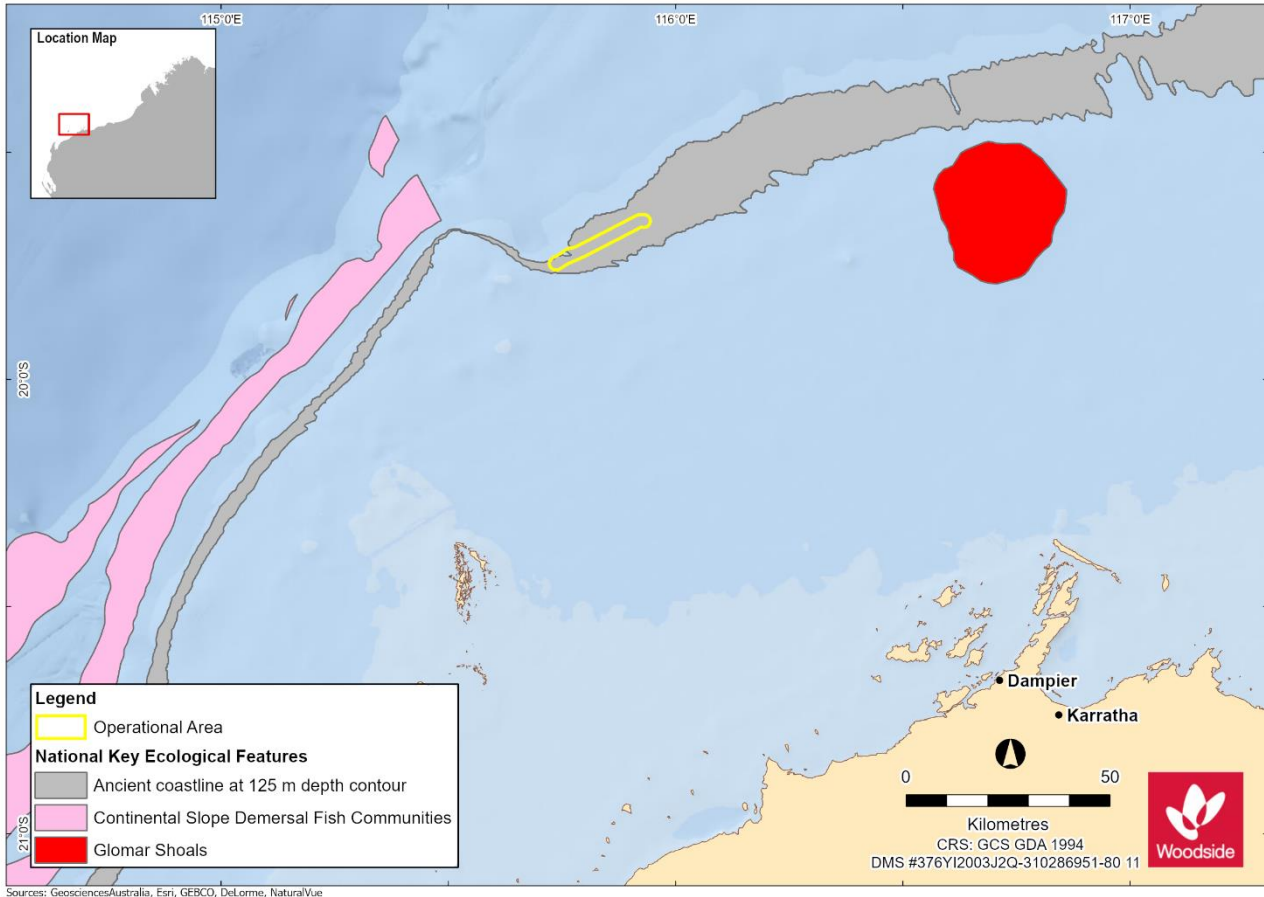 115°0'E
116°0'E
117°0'E
Location Map
20°0'S
21°0'S
Dampier
Karratha
Legend
Operational Area
National Key Ecological Features
Ancient coastline at 125 m depth contour
Continental Slope Demersal Fish Communities
Glomar Shoals
0 50
Kilometres
CRS: GCS GDA 1994
DMS #376YI2003J2Q-310286951-80 11
Woodside
Sources: GeosciencesAustralia, Esri, GEBCO, DeLorme, NaturalVue